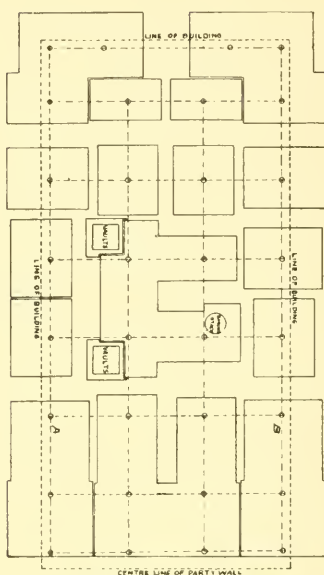 LINE OF BUILDING
VAULTS
LINE OF BUILDING
LINE OF BUILDING
VAULTS
A
B
CENTRE LINE OF PARTY WALL